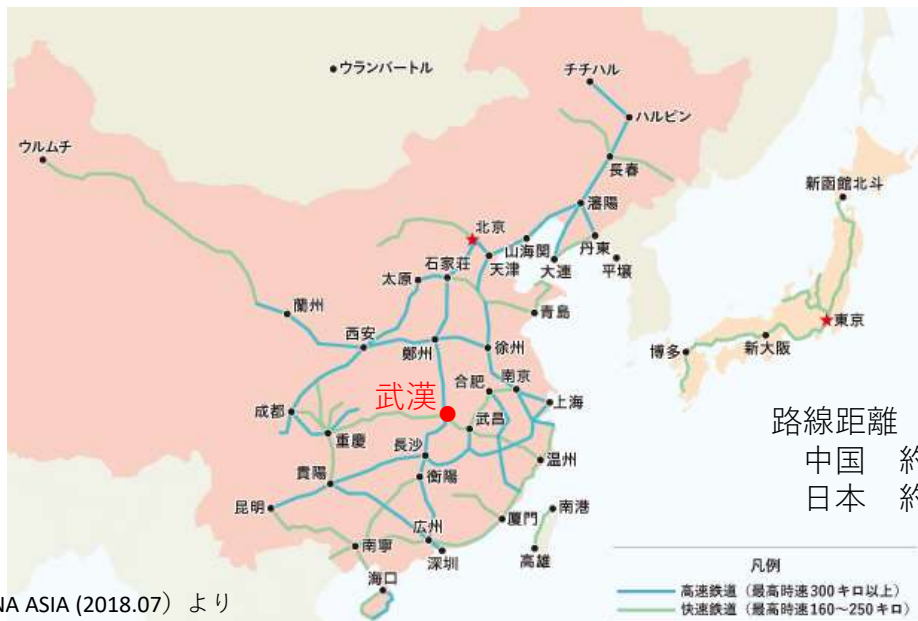 ウランバートル
チチハル
ハルビン
ウルムチ
長春
新函館北斗
瀋陽
北京
山海関
丹東
石家荘
天津
大連
平壌
太原
蘭州
青島
東京
西安
鄭州
徐州
博多
新大阪
合肥
南京
武漢
上海
成都
武昌
重慶
長沙
路線距離
中国 約
日本 約
貴陽
衡陽
温州
昆明
南港
広州
厦門
南寧
深圳
高雄
海口
凡例
高速鉄道（最高時速300キロ以上）
快速鉄道（最高時速160～250キロ）
NA ASIA (2018.07）より